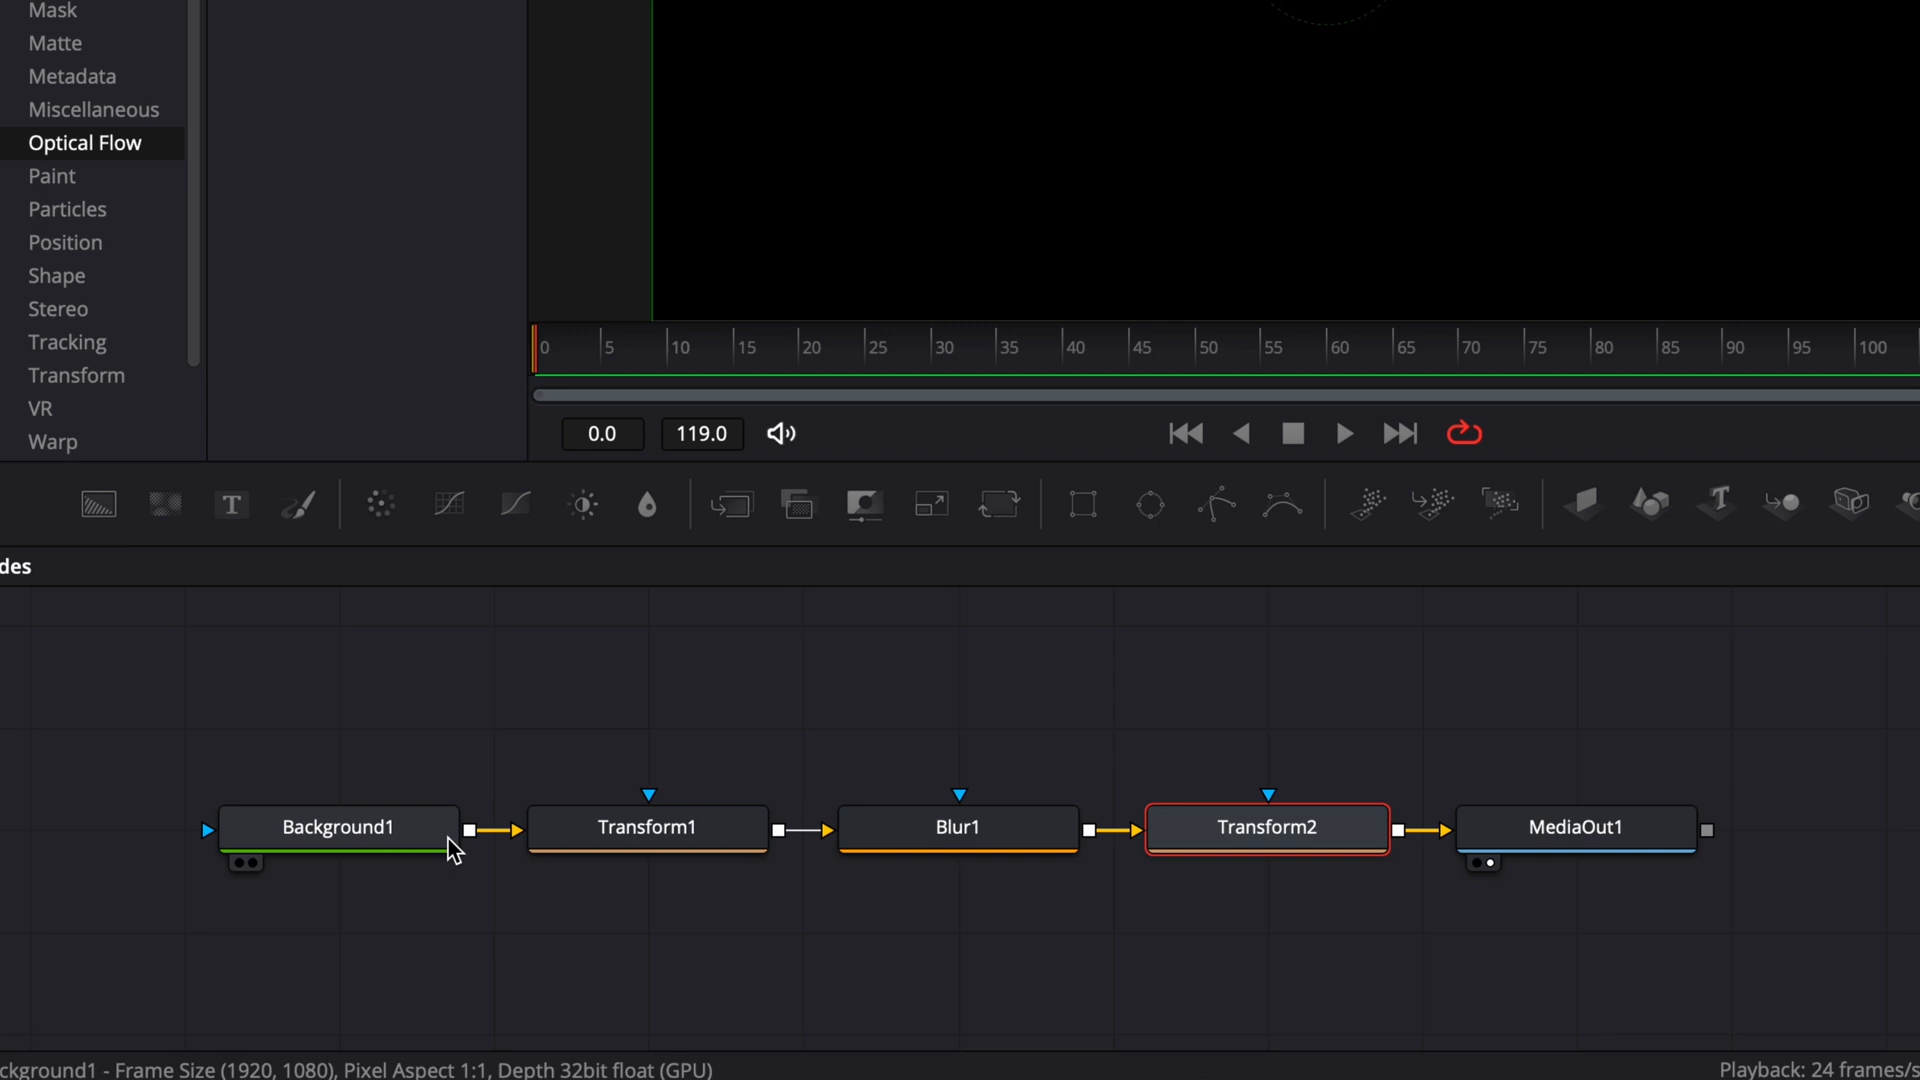 Mask
Matte
Metadata
Miscellaneous
Optical Flow
Paint
Particles
Position
Shape
Stereo
Tracking
Transform
VR
Warp
0 5 10 15 20 25 30 35 40 45 50 55 60 65 70 75 80 85 90 95 100
0.0 119.0
T T
des
Background1 Transform1 Blur1 Transform2 MediaOut1
ckground1 - Frame Size (1920, 1080), Pixel Aspect 1:1, Depth 32bit float (GPU) Playback: 24 frames/s